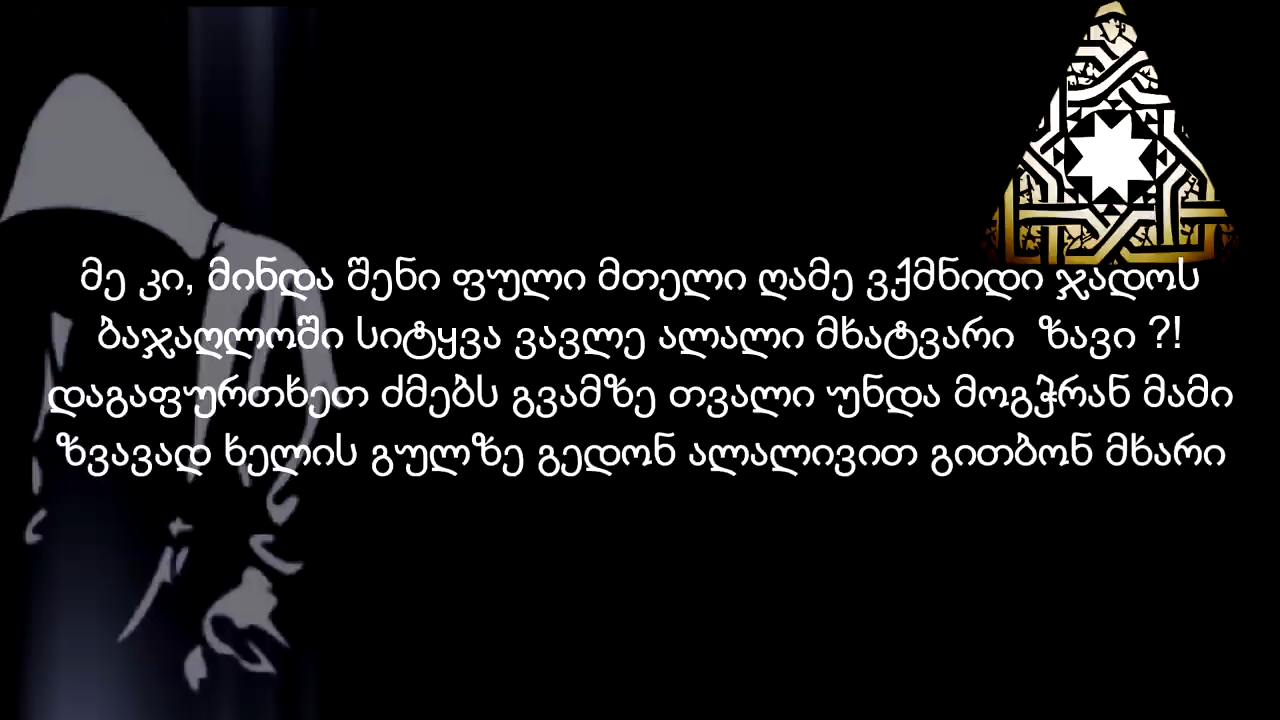 მე კი, მინდა შენი ფული მთელი ღამე ვქმნიდი ჯადოს
ბაჯაღლოში სიტყვა ვავლე ალალი მხატვარი  ზავი ?!
დაგაფურთხეთ ძმებს გვამზე თვალი უნდა მოგჭრან მამი
ზვავად ხელის გულზე გედონ ალალივით გითბონ მხარი